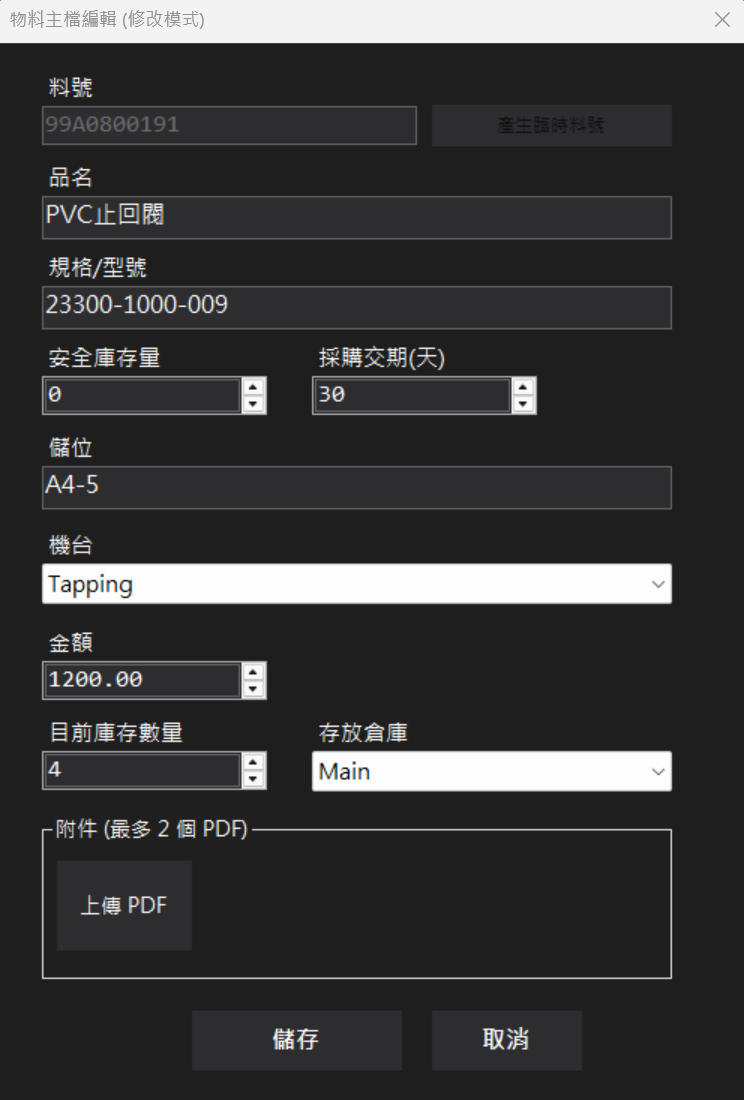 物料主檔編輯 (修改模式)
料號
99A0800191 產生臨時料號
品名
PVC止回閥
規格/型號
23300-1000-009
安全庫存量 採購交期(天)
0 30
儲位
A4-5
機台
Tapping
金額
1200.00
目前庫存數量 存放倉庫
4 Main
附件 (最多 2 個 PDF)
上傳 PDF
儲存 取消